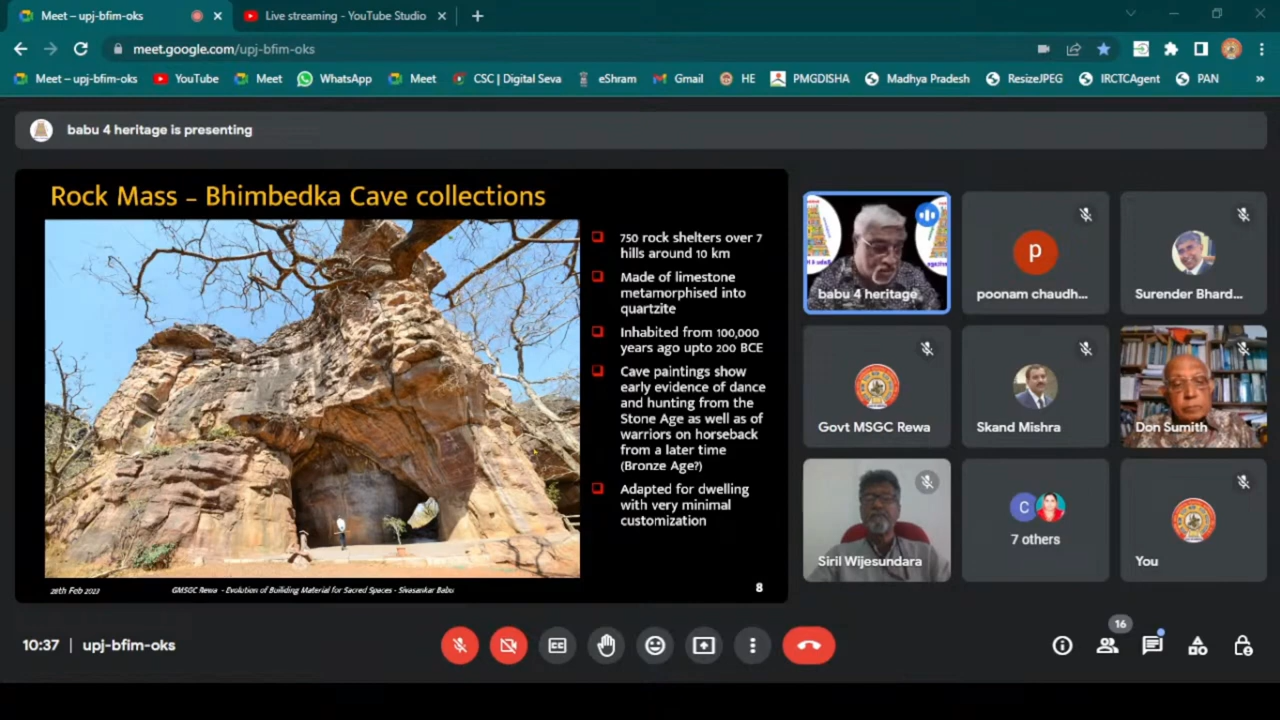 Meet – upj-bfim-oks
Live streaming - YouTube Studio
meet.google.com/upj-bfim-oks
Meet – upj-bfim-oks
YouTube
Meet
WhatsApp
Meet
CSC | Digital Seva
eShram
Gmail
HE
PMGDISHA
Madhya Pradesh
ResizeJPEG
IRCTCAgent
PAN
babu 4 heritage is presenting
Rock Mass – Bhimbedka Cave collections
750 rock shelters over 7
hills around 10 km
Made of limestone
metamorphised into
quartzite
Inhabited from 100,000
years ago upto 200 BCE
Cave paintings show
early evidence of dance
and hunting from the
Stone Age as well as of
warriors on horseback
from a later time
(Bronze Age?)
Adapted for dwelling
with very minimal
customization
28th Feb 2023
GMSGC Rewa - Evolution of Builiding Material for Sacred Spaces - Sivasankar Babu
8
babu 4 heritage
p
poonam chaudh...
Surender Bhard...
Govt MSGC Rewa
Skand Mishra
Don Sumith
Siril Wijesundara
C
7 others
You
10:37 | upj-bfim-oks
16